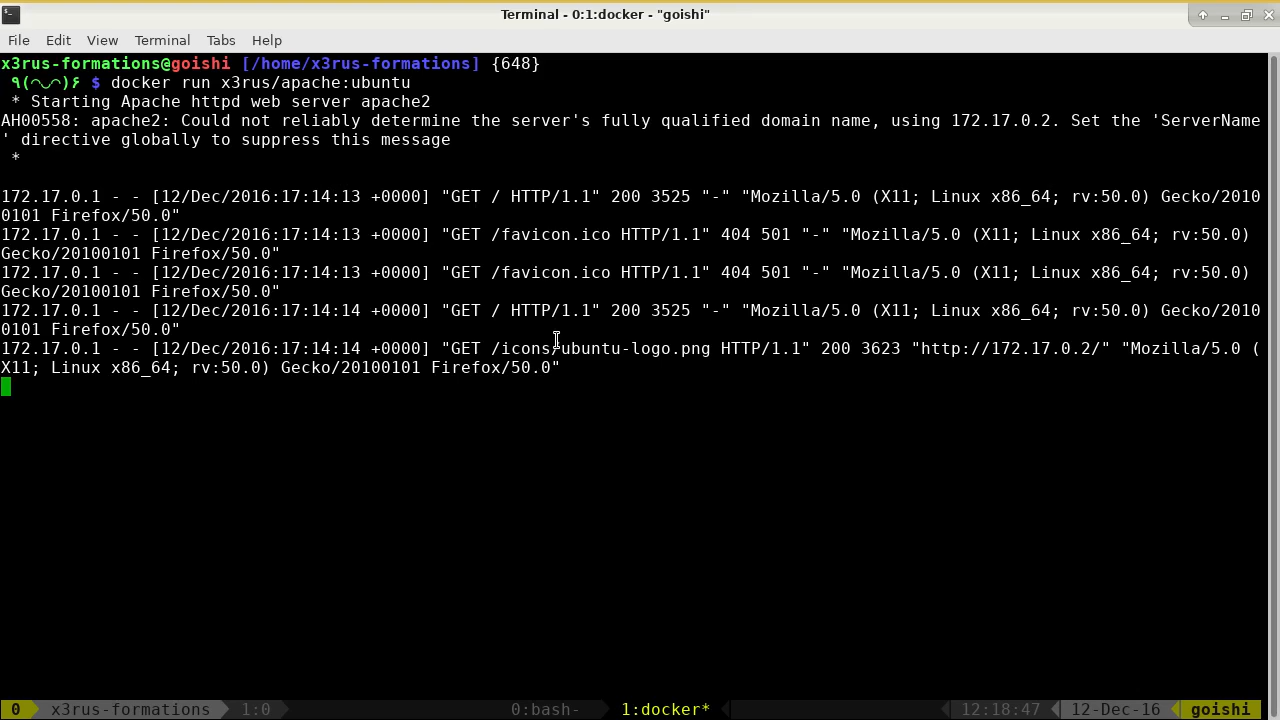 Terminal - 0:1:docker - "goishi"
File Edit View Terminal Tabs Help
x3rus-formations@goishi [/home/x3rus-formations] {648}
٩(◠◡◠)۶ $ docker run x3rus/apache:ubuntu
* Starting Apache httpd web server apache2
AH00558: apache2: Could not reliably determine the server's fully qualified domain name, using 172.17.0.2. Set the 'ServerName
' directive globally to suppress this message
*
172.17.0.1 - - [12/Dec/2016:17:14:13 +0000] "GET / HTTP/1.1" 200 3525 "-" "Mozilla/5.0 (X11; Linux x86_64; rv:50.0) Gecko/2010
0101 Firefox/50.0"
172.17.0.1 - - [12/Dec/2016:17:14:13 +0000] "GET /favicon.ico HTTP/1.1" 404 501 "-" "Mozilla/5.0 (X11; Linux x86_64; rv:50.0)
Gecko/20100101 Firefox/50.0"
172.17.0.1 - - [12/Dec/2016:17:14:13 +0000] "GET /favicon.ico HTTP/1.1" 404 501 "-" "Mozilla/5.0 (X11; Linux x86_64; rv:50.0)
Gecko/20100101 Firefox/50.0"
172.17.0.1 - - [12/Dec/2016:17:14:14 +0000] "GET / HTTP/1.1" 200 3525 "-" "Mozilla/5.0 (X11; Linux x86_64; rv:50.0) Gecko/2010
0101 Firefox/50.0"
172.17.0.1 - - [12/Dec/2016:17:14:14 +0000] "GET /icons/ubuntu-logo.png HTTP/1.1" 200 3623 "http://172.17.0.2/" "Mozilla/5.0 (
X11; Linux x86_64; rv:50.0) Gecko/20100101 Firefox/50.0"
0 x3rus-formations 1:0 0:bash- 1:docker* 12:18:47 12-Dec-16 goishi